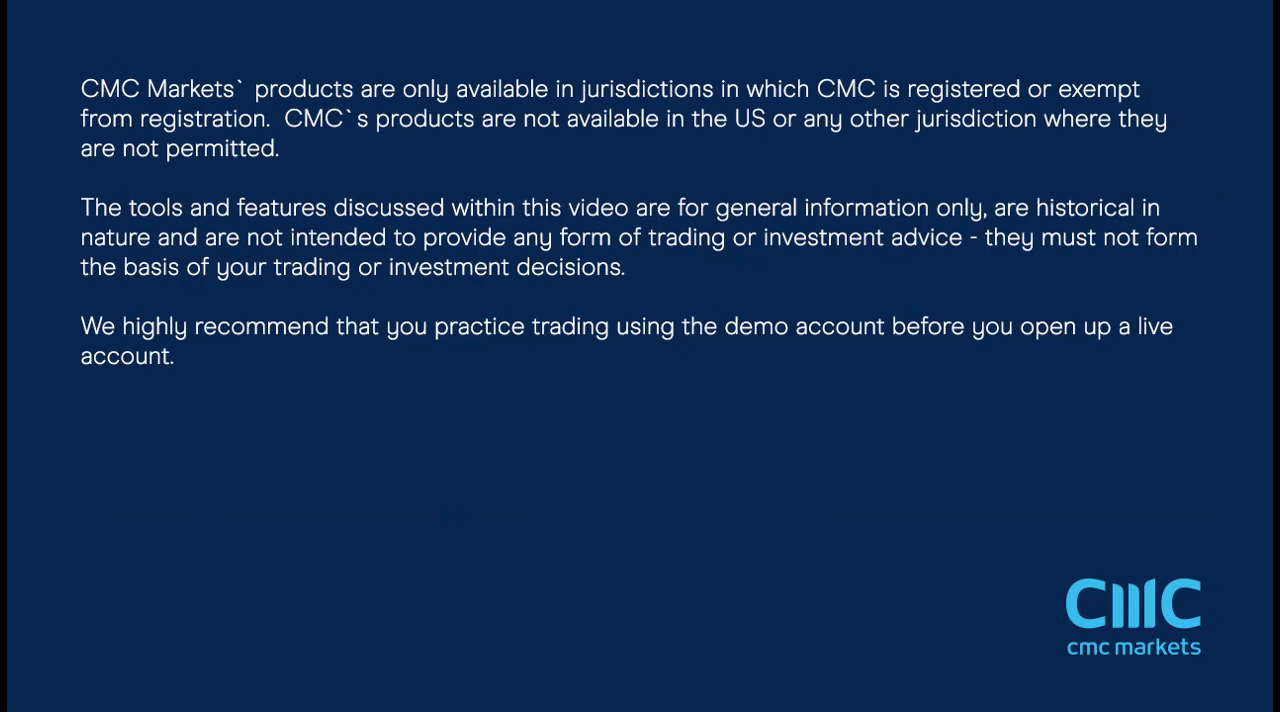 CMC Markets` products are only available in jurisdictions in which CMC is registered or exempt
from registration.  CMC`s products are not available in the US or any other jurisdiction where they
are not permitted.
The tools and features discussed within this video are for general information only, are historical in
nature and are not intended to provide any form of trading or investment advice - they must not form
the basis of your trading or investment decisions.
We highly recommend that you practice trading using the demo account before you open up a live
account.
CMC
cmc markets